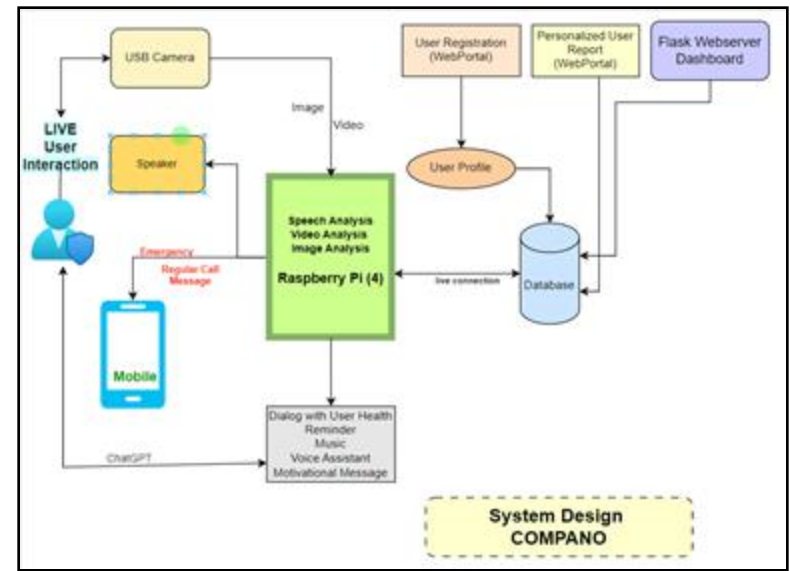 USB Camera
User Registration
(WebPortal)
Personalized User
Report
(WebPortal)
Flask Webserver
Dashboard
Image
Video
LIVE
User
Interaction
Speaker
User Profile
Speech Analysis
Video Analysis
Image Analysis
Raspberry Pi (4)
Emergency
Regular Call
Message
live connection
Database
Mobile
Dialog with User Health
Reminder
Music
Voice Assistant
Motivational Message
ChatGPT
System Design
COMPANO